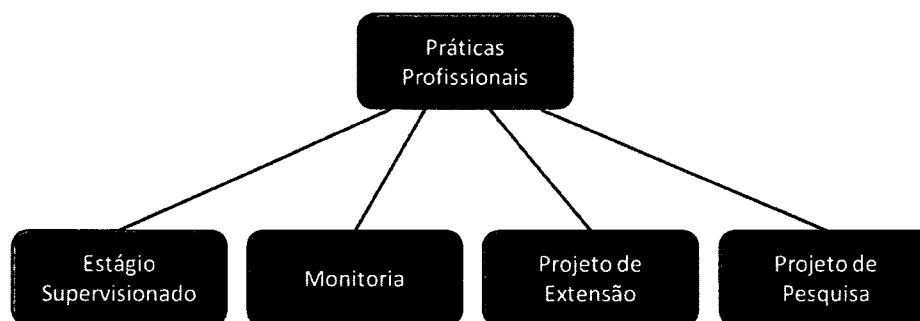 Práticas
Profissionais
Estágio
Supervisionado
Monitoria
Projeto de
Extensão
Projeto de
Pesquisa